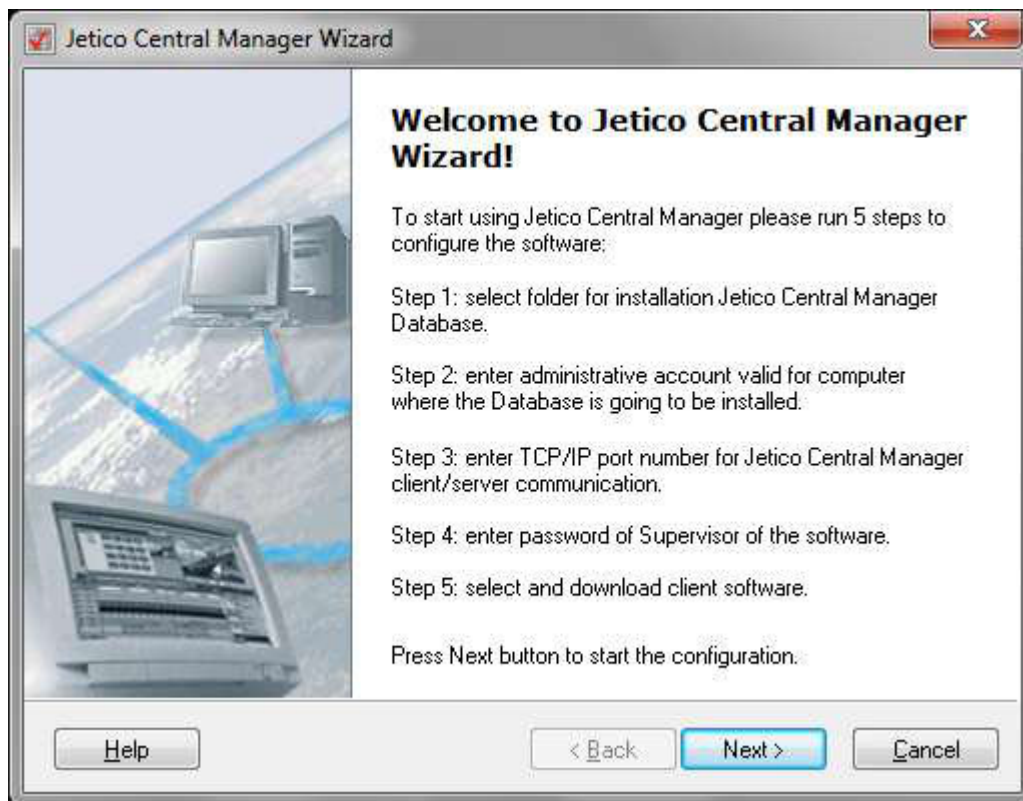 Jetico Central Manager Wizard
Welcome to Jetico Central Manager
Wizard!
To start using Jetico Central Manager please run 5 steps to
configure the software:
Step 1: select folder for installation Jetico Central Manager
Database.
Step 2: enter administrative account valid for computer
where the Database is going to be installed.
Step 3: enter TCP/IP port number for Jetico Central Manager
client/server communication.
Step 4: enter password of Supervisor of the software.
Step 5: select and download client software.
Press Next button to start the configuration.
Help
< Back
Next >
Cancel